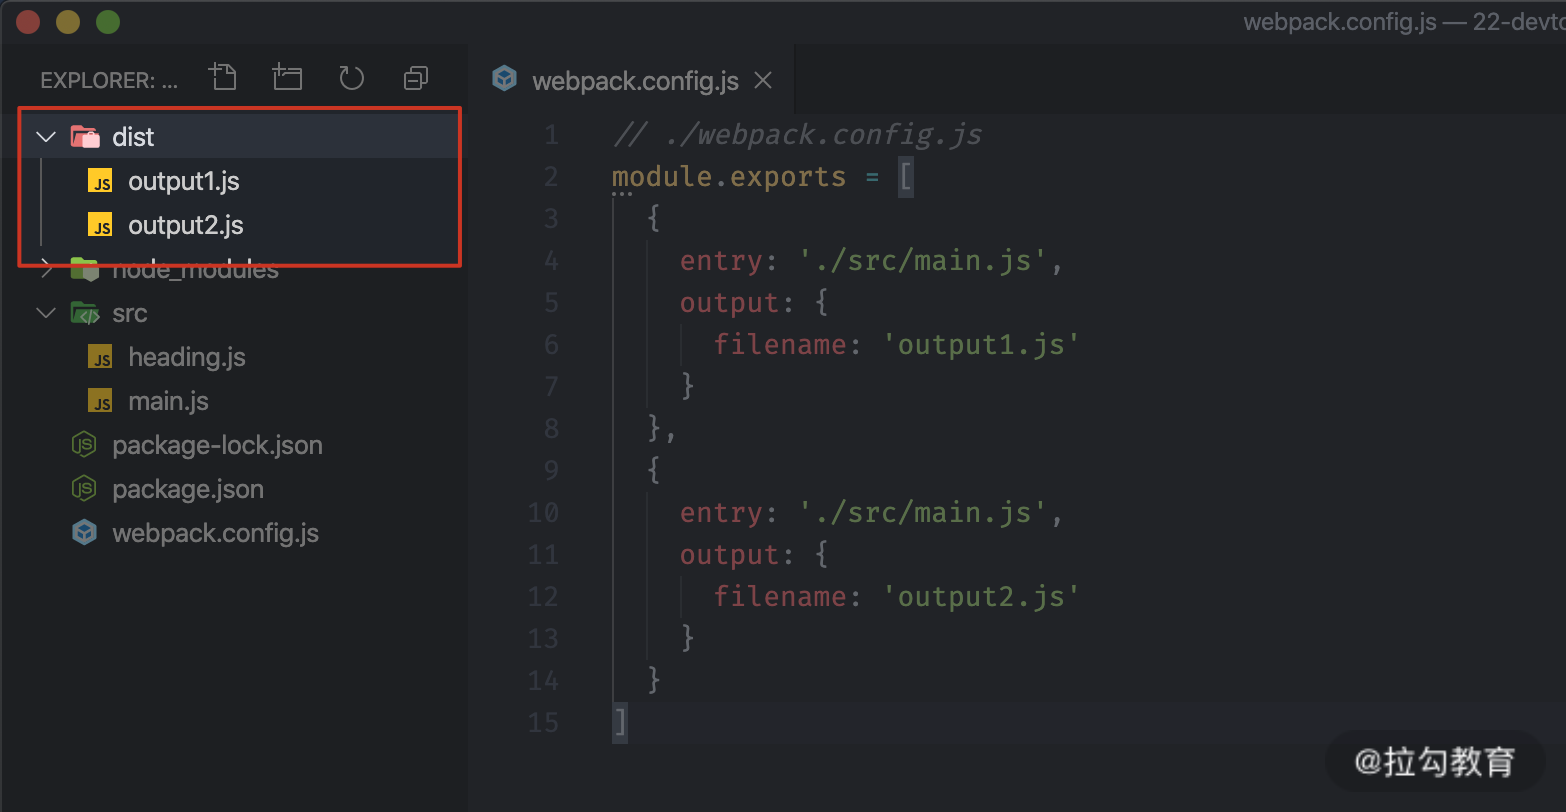 webpack.config.js — 22-devto
EXPLORER: ...
webpack.config.js
dist
output1.js
output2.js
node_modules
src
JS heading.js
JS main.js
package-lock.json
package.json
webpack.config.js
1 // ./webpack.config.js
2 module.exports = [
3 {
4 entry: './src/main.js',
5 output: {
6 filename: 'output1.js'
7 }
8 },
9 {
10 entry: './src/main.js',
11 output: {
12 filename: 'output2.js'
13 }
14 }
15 ]
@拉勾教育